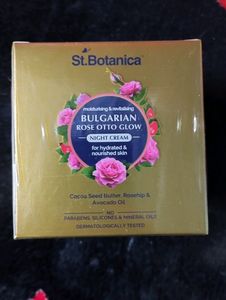 St.Botanica
moisturising & revitalising
BULGARIAN
ROSE OTTO GLOW
NIGHT CREAM
for hydrated &
nourished skin
Cocoa Seed Butter, Rosehip &
Avocado Oil
NO
PARABENS, SILICONES & MINERAL OILS
DERMATOLOGICALLY TESTED